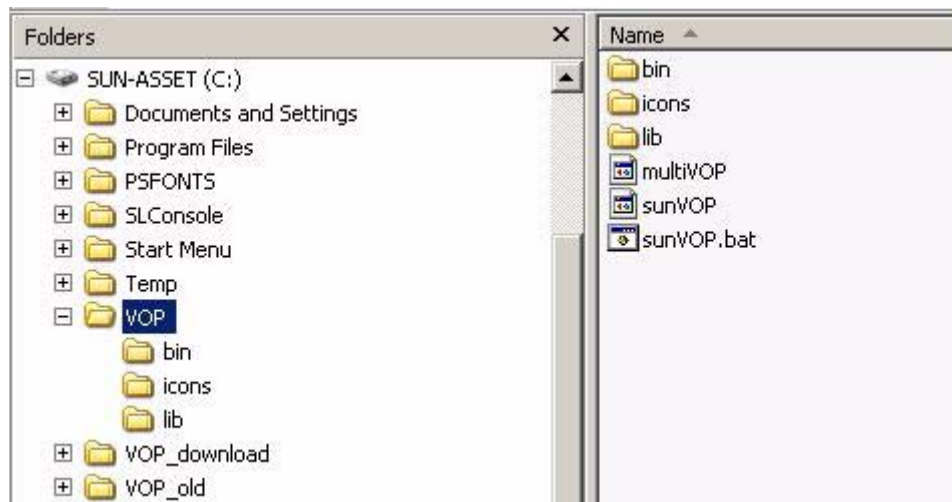 Folders
SUN-ASSET (C:)
Documents and Settings
Program Files
PSFONTS
SLConsole
Start Menu
Temp
VOP
bin
icons
lib
VOP_download
VOP_old
Name
bin
icons
lib
multiVOP
sunVOP
sunVOP.bat